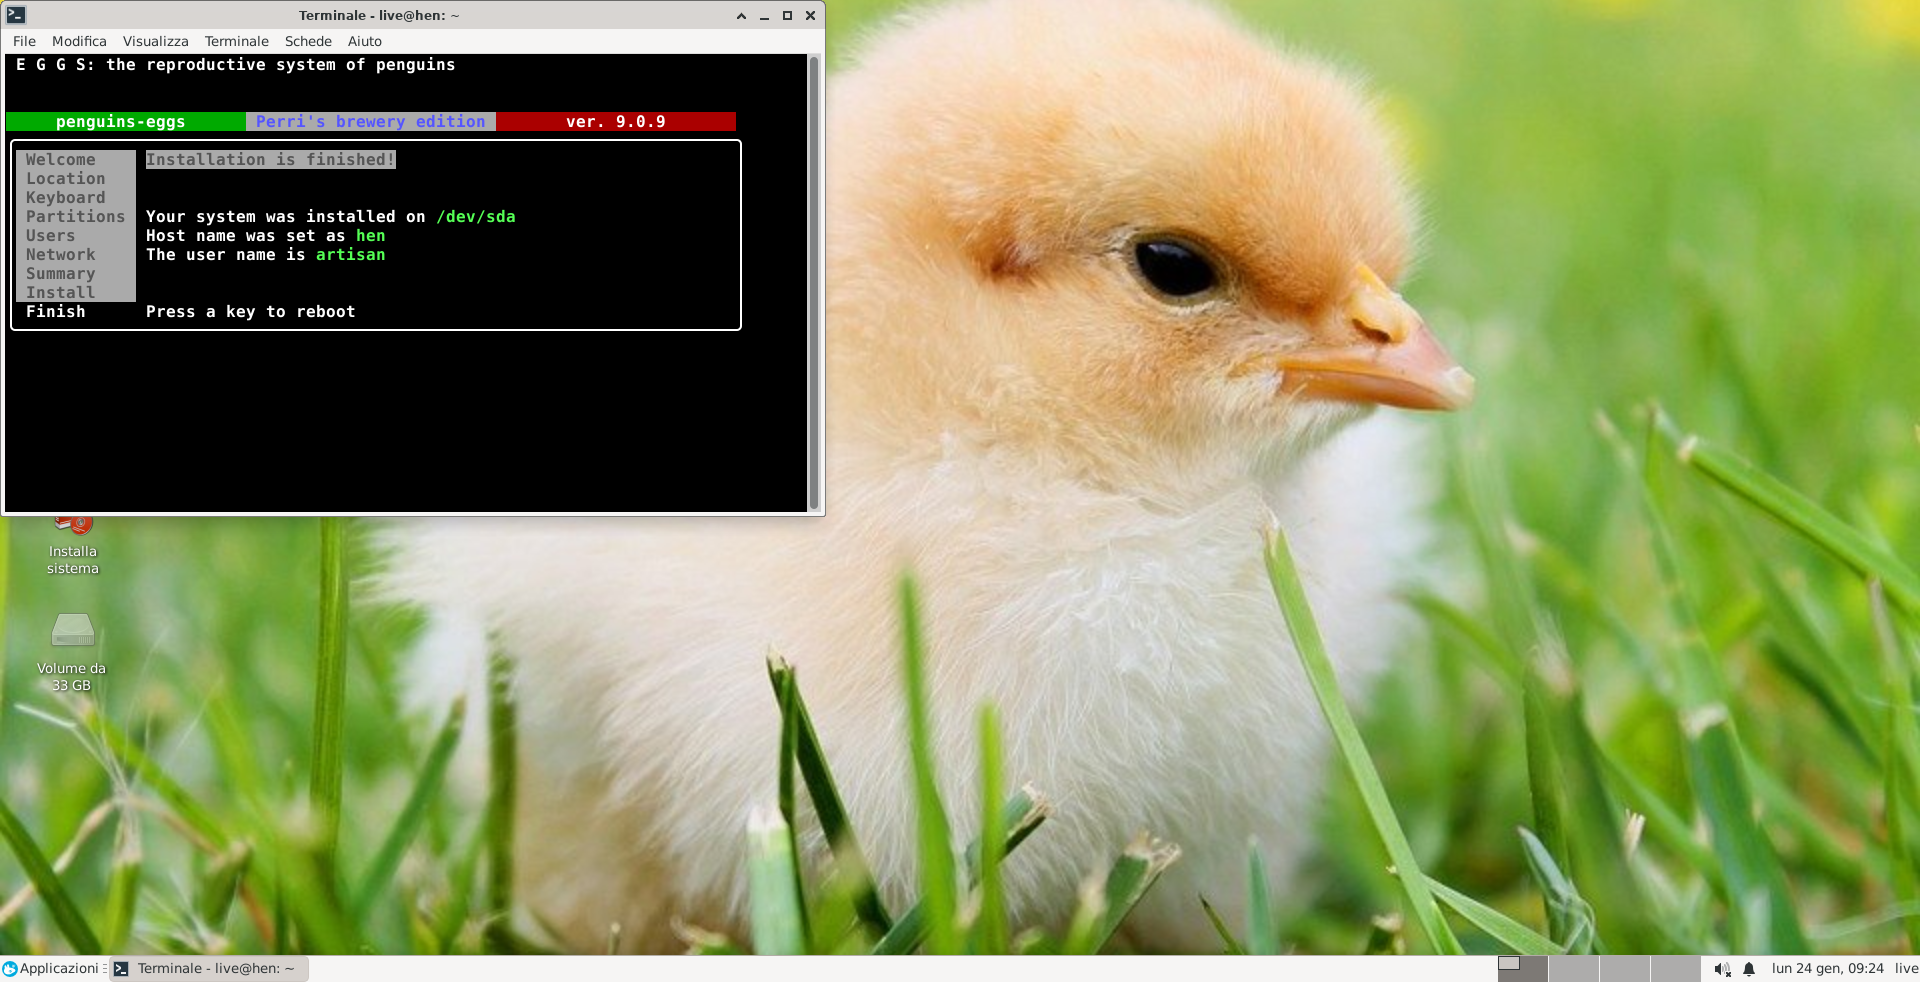 Terminale - live@hen: ~
File Modifica Visualizza Terminale Schede Aiuto
E G G S: the reproductive system of penguins
penguins-eggs Perri's brewery edition ver. 9.0.9
Welcome Installation is finished!
Location
Keyboard
Partitions Your system was installed on /dev/sda
Users Host name was set as hen
Network The user name is artisan
Summary
Install
Finish Press a key to reboot
Installa
sistema
Volume da
33 GB
Applicazioni Terminale - live@hen: ~ lun 24 gen, 09:24 live